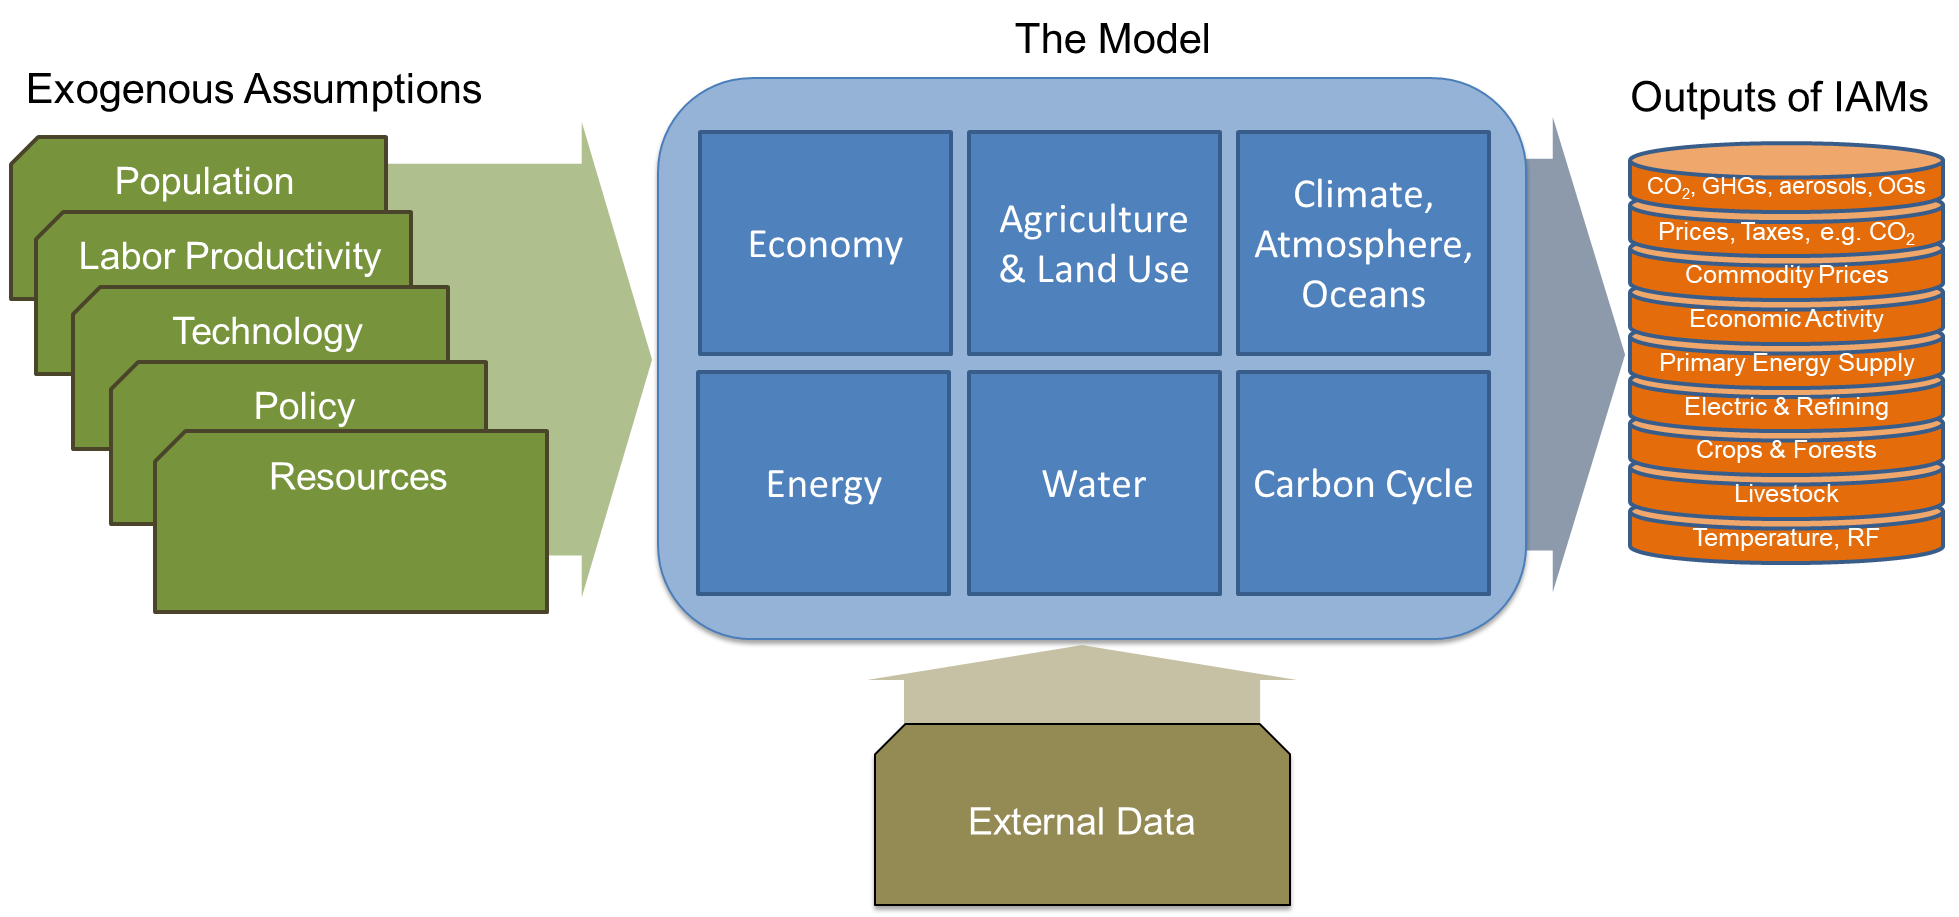 The Model
Exogenous Assumptions
Population
Labor Productivity
Technology
Policy
Resources
Economy
Agriculture
& Land Use
Climate,
Atmosphere,
Oceans
Energy
Water
Carbon Cycle
External Data
Outputs of IAMs
CO₂, GHGs, aerosols, OGs
Prices, Taxes, e.g. CO₂
Commodity Prices
Economic Activity
Primary Energy Supply
Electric & Refining
Crops & Forests
Livestock
Temperature, RF